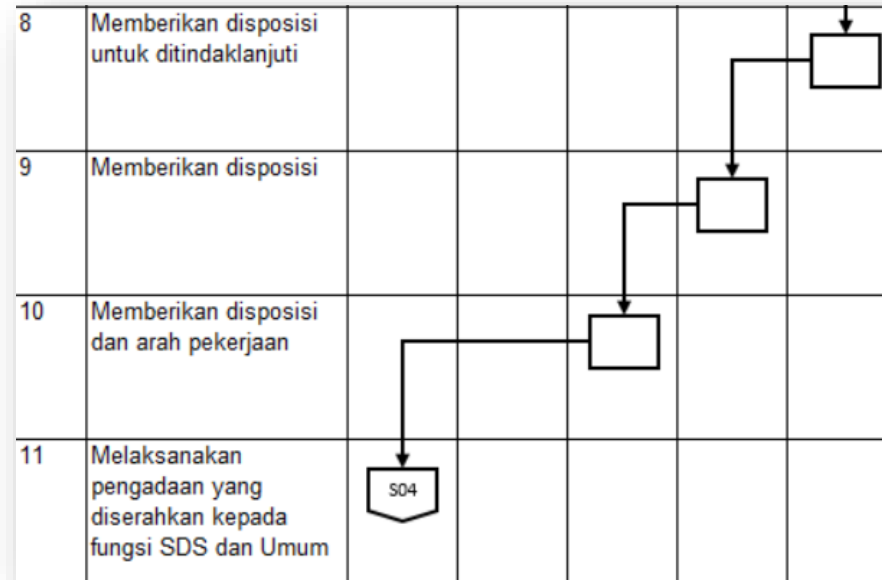 8 Memberikan disposisi
untuk ditindaklanjuti
9 Memberikan disposisi
10 Memberikan disposisi
dan arah pekerjaan
11 Melaksanakan
pengadaan yang
diserahkan kepada
fungsi SDS dan Umum
S04